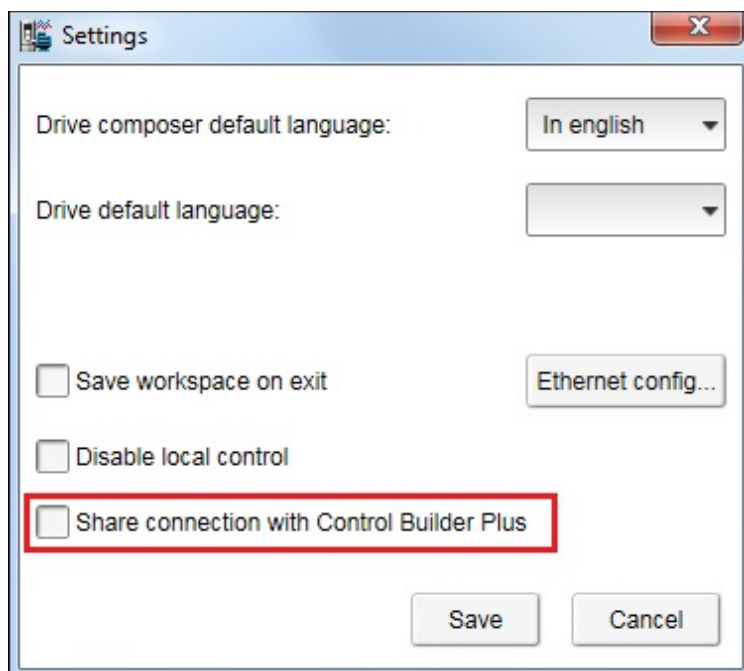 Settings
Drive composer default language:
In english
Drive default language:
Save workspace on exit
Ethernet config...
Disable local control
Share connection with Control Builder Plus
Save
Cancel